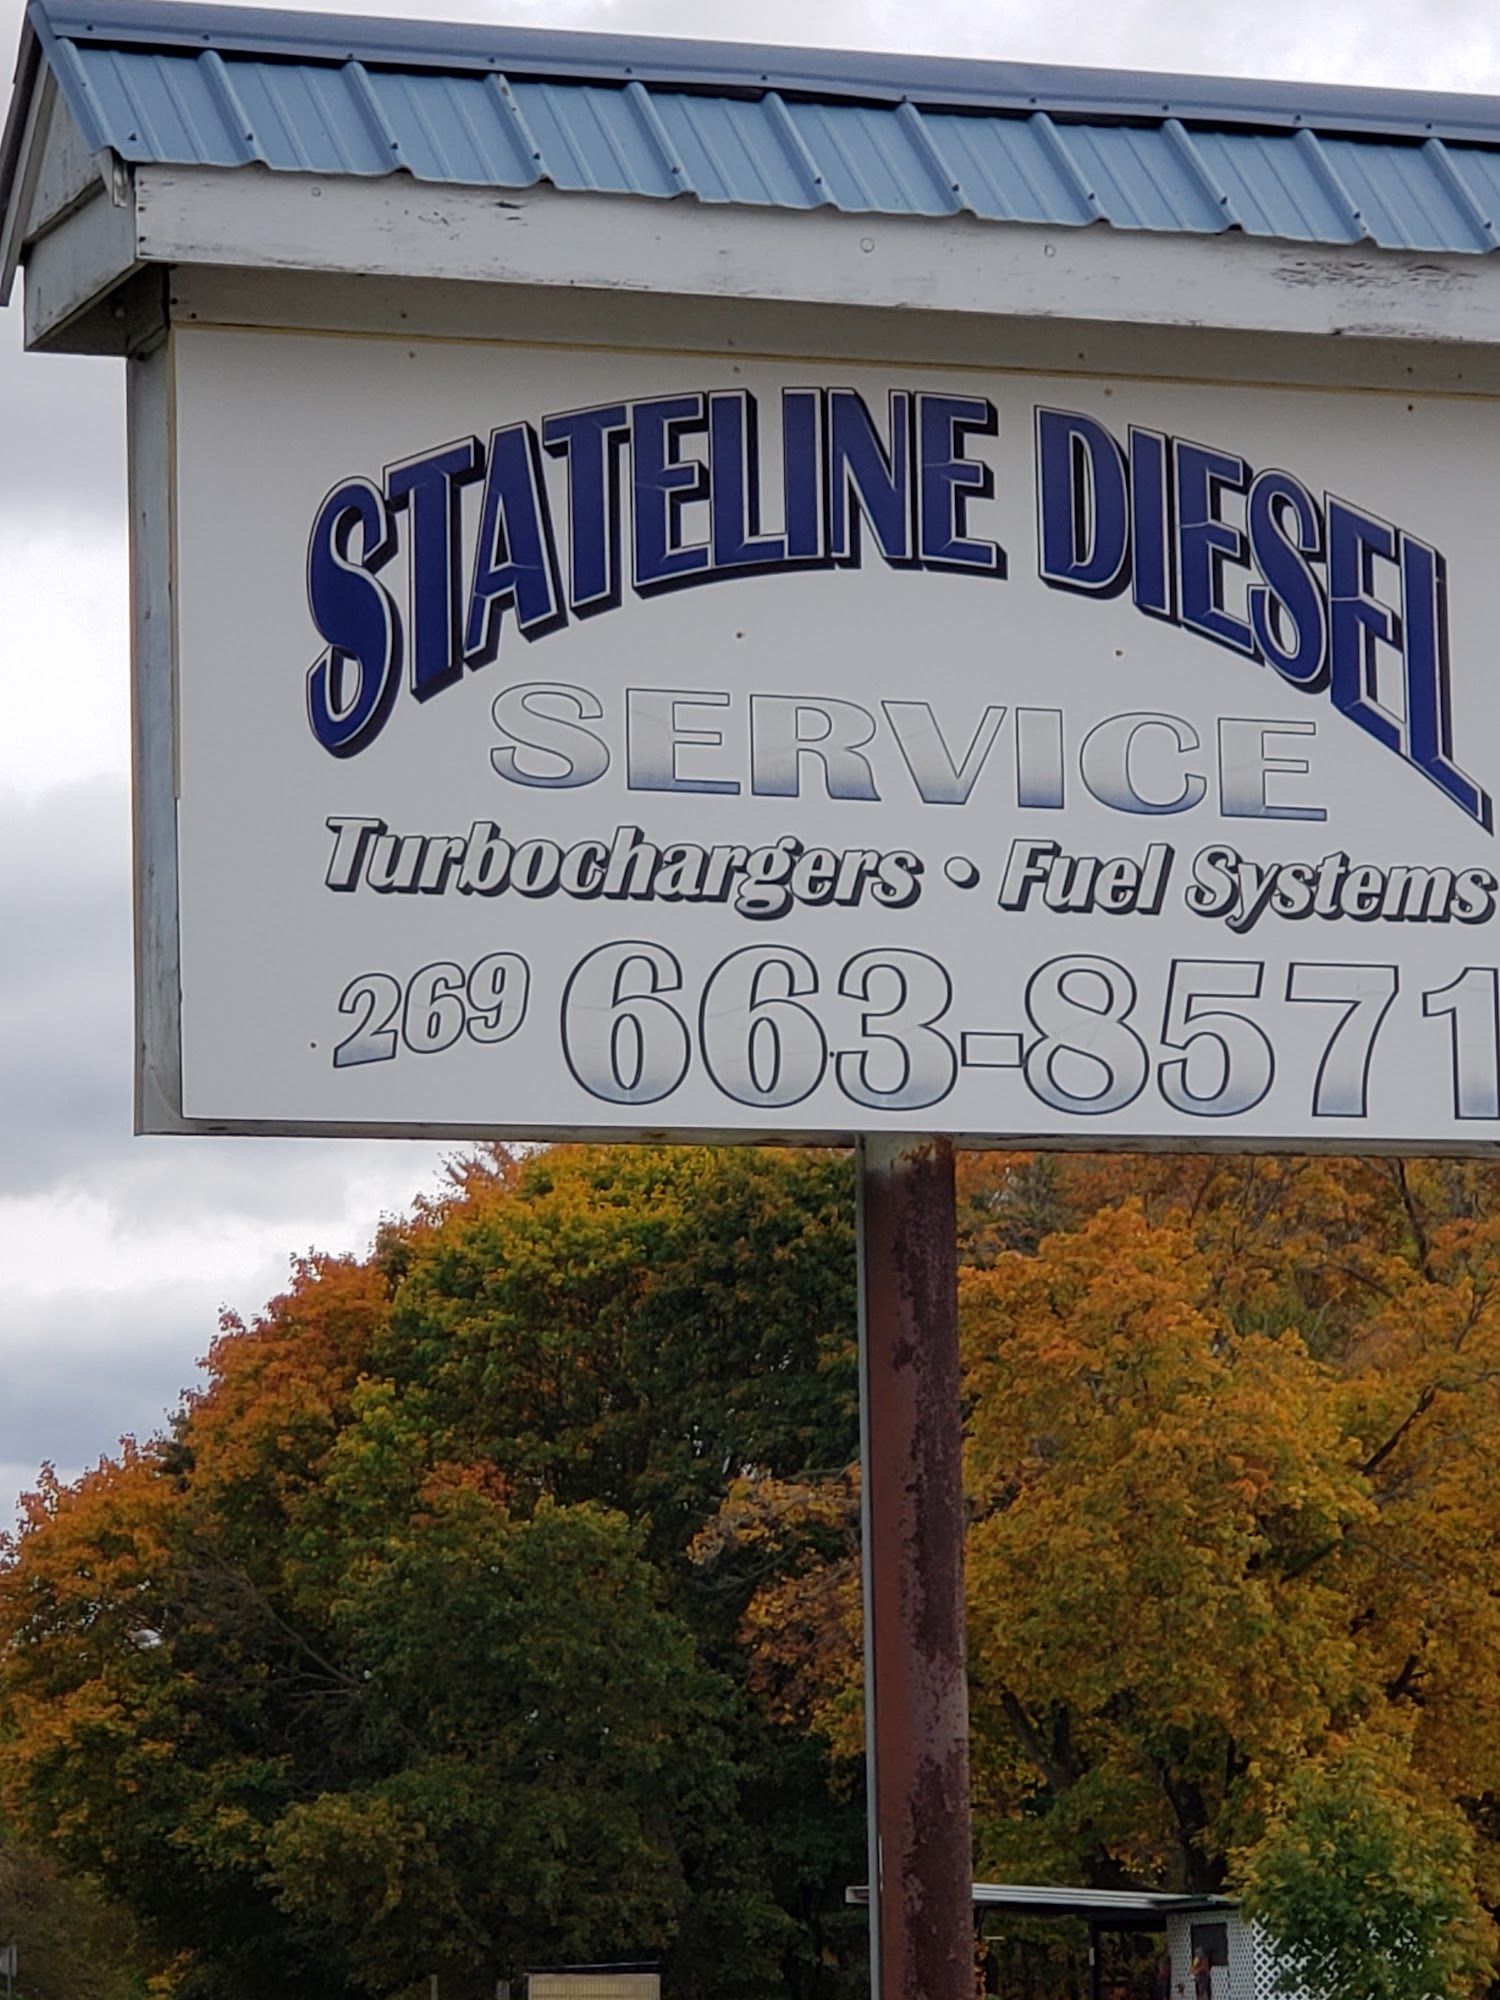 STATELINE DIESEL
SERVICE
Turbochargers • Fuel Systems
269 663-8571